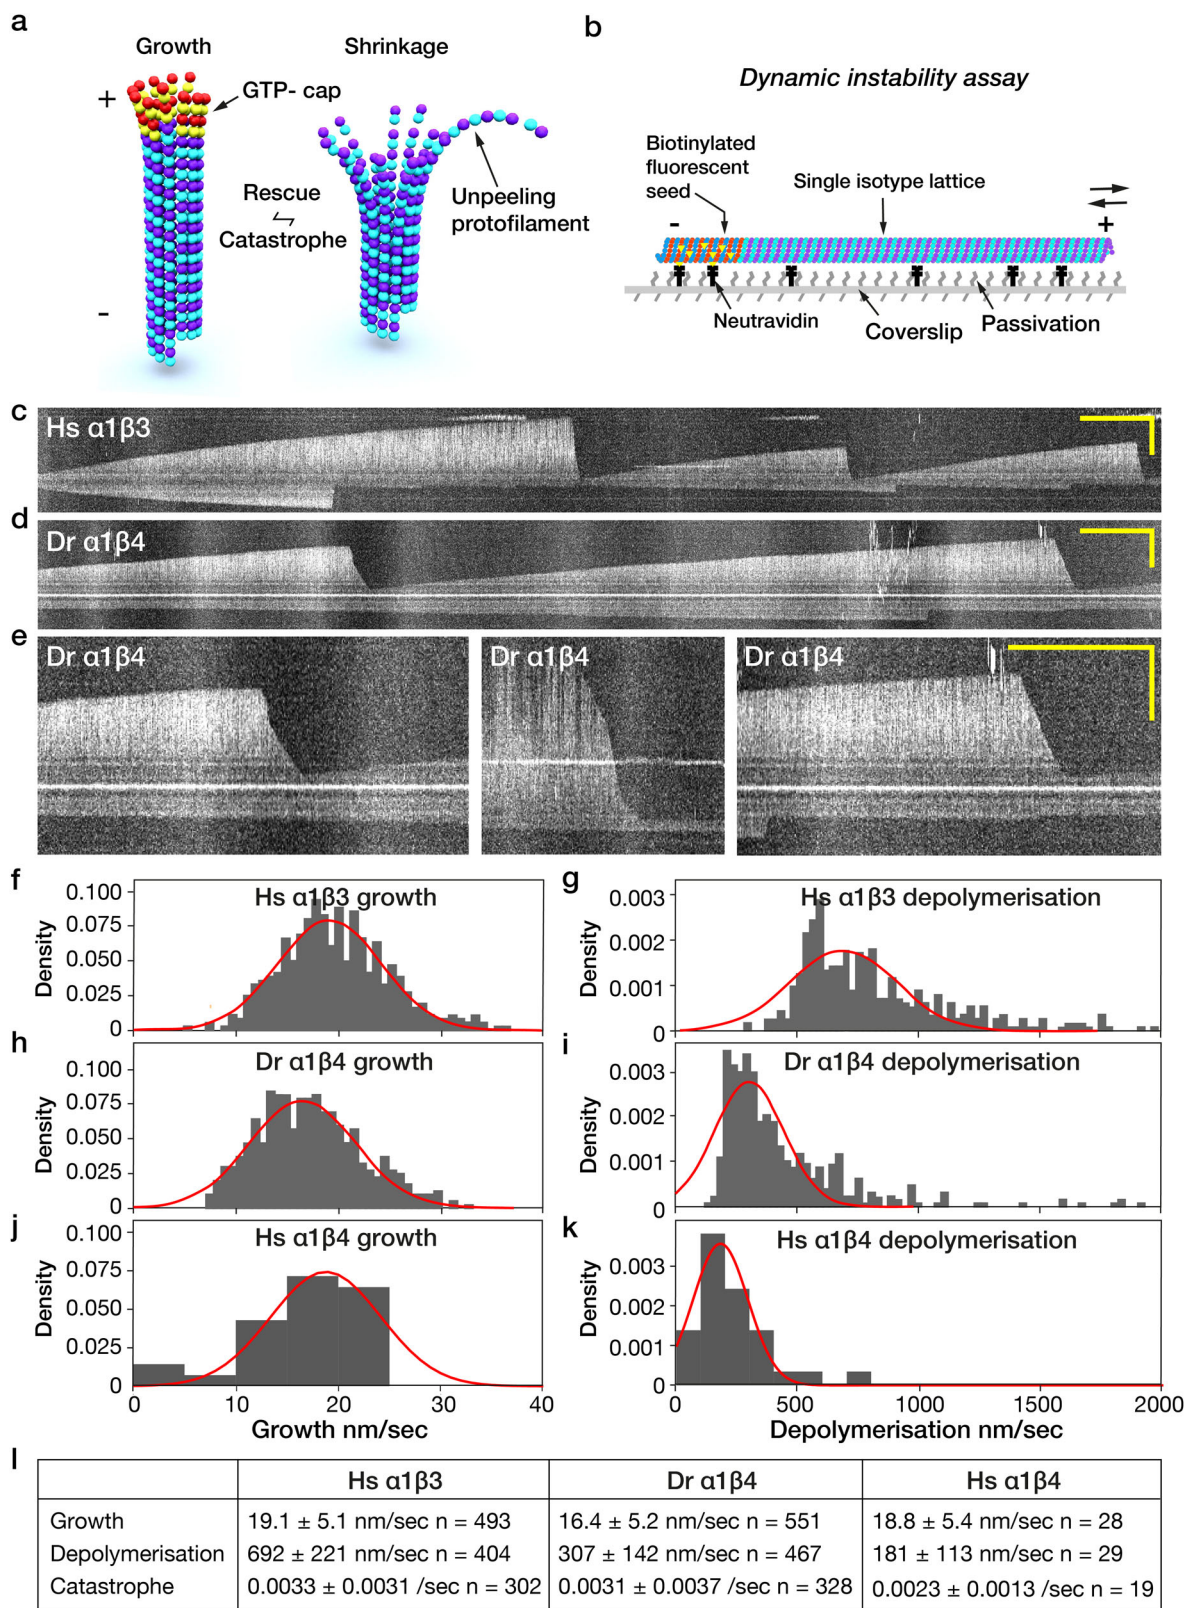 a
Growth
Shrinkage
+
GTP- cap
Rescue
Catastrophe
Unpeeling
protofilament
-
b
Dynamic instability assay
Biotinylated
fluorescent
seed
Single isotype lattice
-
+
Neutravidin
Coverslip
Passivation
c
Hs α1β3
d
Dr α1β4
e
Dr α1β4
Dr α1β4
Dr α1β4
f
Hs α1β3 growth
Density
0.100
0.075
0.050
0.025
0
g
Hs α1β3 depolymerisation
Density
0.003
0.002
0.001
0
h
Dr α1β4 growth
Density
0.100
0.075
0.050
0.025
0
i
Dr α1β4 depolymerisation
Density
0.003
0.002
0.001
0
j
Hs α1β4 growth
Density
0.100
0.075
0.050
0.025
0
0 10 20 30 40
Growth nm/sec
k
Hs α1β4 depolymerisation
Density
0.003
0.002
0.001
0
0 500 1000 1500 2000
Depolymerisation nm/sec
l
Hs α1β3 Dr α1β4 Hs α1β4
Growth 19.1 ± 5.1 nm/sec n = 493 16.4 ± 5.2 nm/sec n = 551 18.8 ± 5.4 nm/sec n = 28
Depolymerisation 692 ± 221 nm/sec n = 404 307 ± 142 nm/sec n = 467 181 ± 113 nm/sec n = 29
Catastrophe 0.0033 ± 0.0031 /sec n = 302 0.0031 ± 0.0037 /sec n = 328 0.0023 ± 0.0013 /sec n = 19